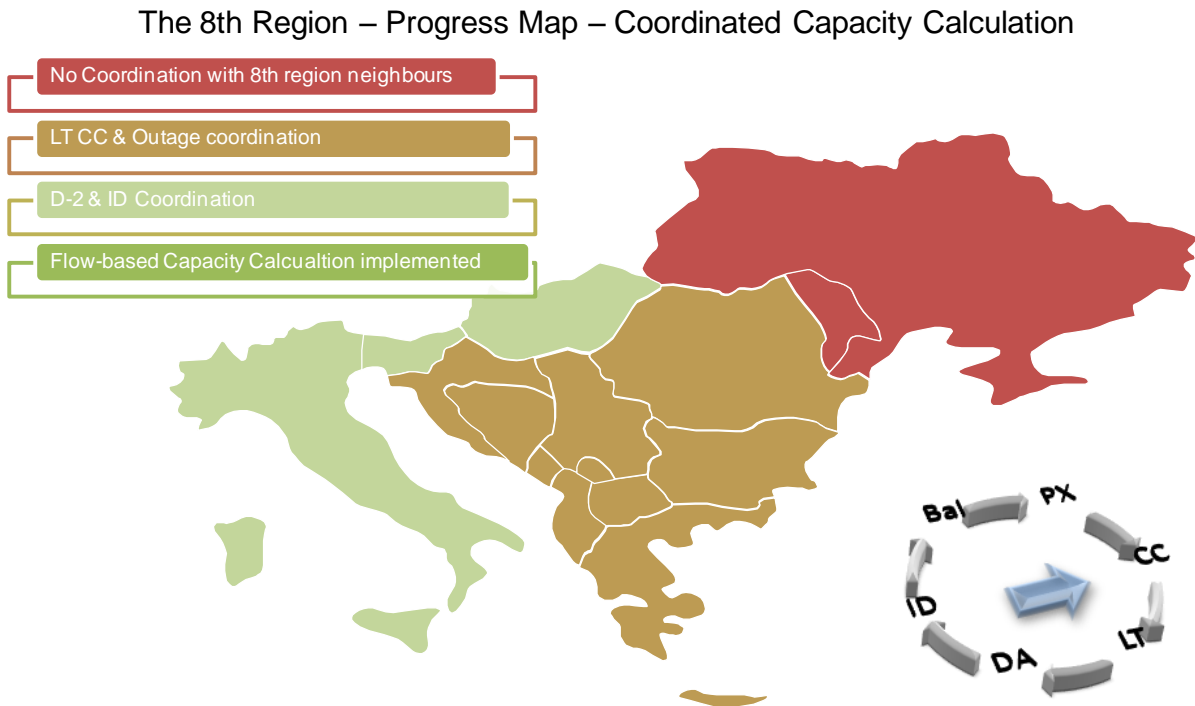 The 8th Region – Progress Map – Coordinated Capacity Calculation
No Coordination with 8th region neighbours
LT CC & Outage coordination
D-2 & ID Coordination
Flow-based Capacity Calcualtion implemented
Bal
PX
CC
ID
LT
DA